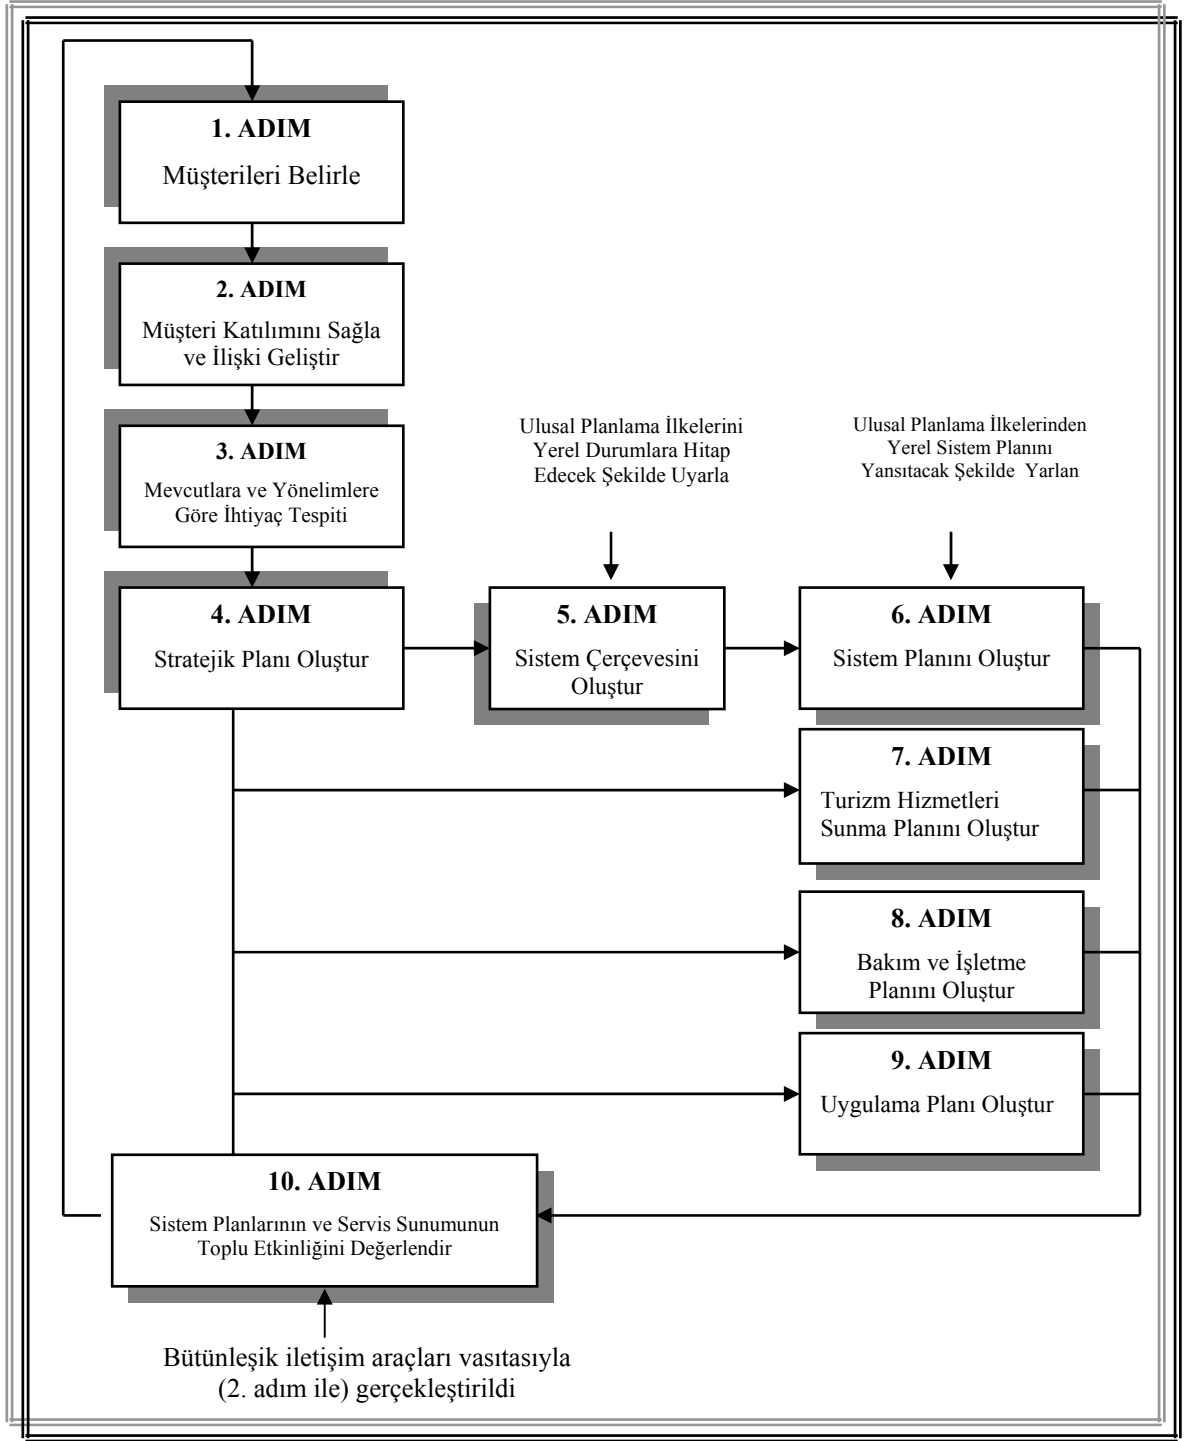 1. ADIM
Müşterileri Belirle
2. ADIM
Müşteri Katılımını Sağla
ve İlişki Geliştir
3. ADIM
Mevcutlara ve Yönelimlere
Göre İhtiyaç Tespiti
Ulusal Planlama İlkelerini
Yerel Durumlara Hitap
Edecek Şekilde Uyarla
Ulusal Planlama İlkelerinden
Yerel Sistem Planını
Yansıtacak Şekilde Yarlan
4. ADIM
Stratejik Planı Oluştur
5. ADIM
Sistem Çerçevesini
Oluştur
6. ADIM
Sistem Planını Oluştur
7. ADIM
Turizm Hizmetleri
Sunma Planını Oluştur
8. ADIM
Bakım ve İşletme
Planını Oluştur
9. ADIM
Uygulama Planı Oluştur
10. ADIM
Sistem Planlarının ve Servis Sunumunun
Toplu Etkinliğini Değerlendir
Bütünleşik iletişim araçları vasıtasıyla
(2. adım ile) gerçekleştirildi